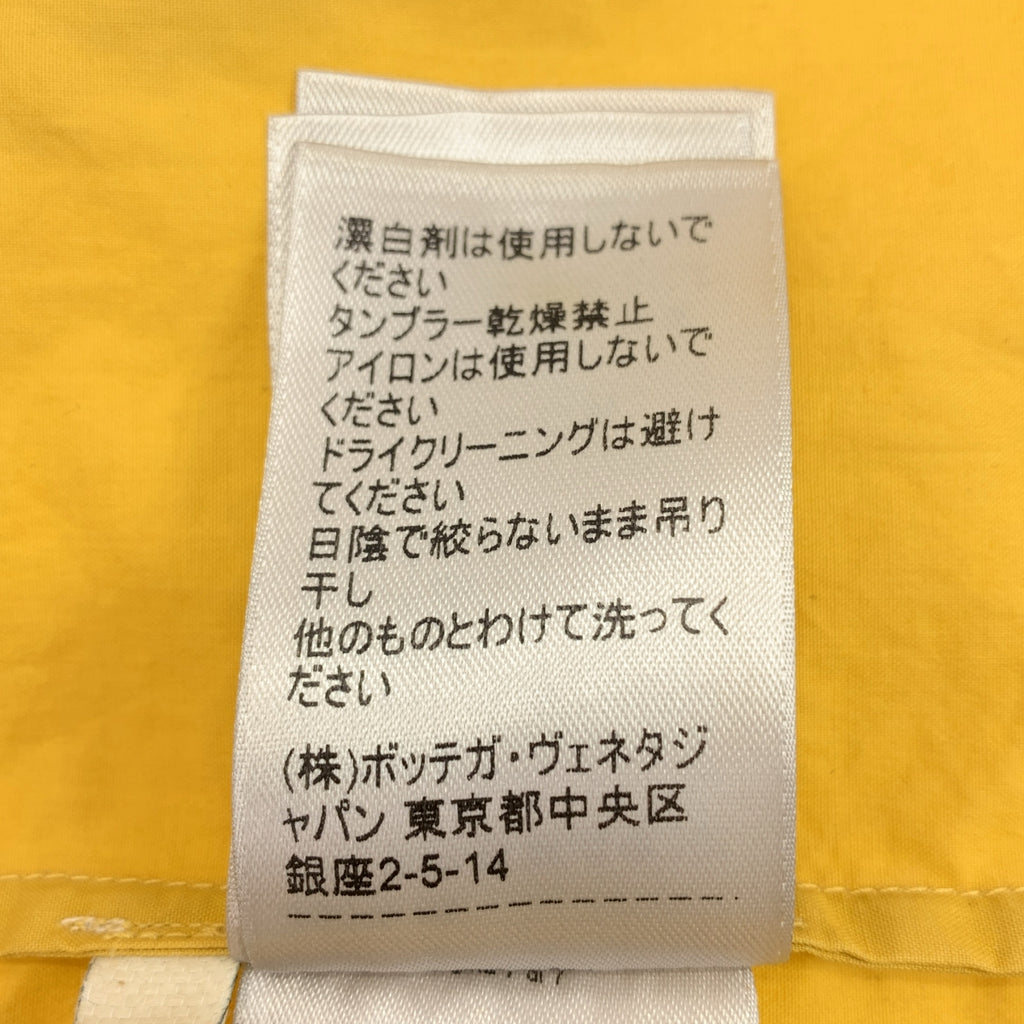 漂白剤は使用しないで
ください
タンブラー乾燥禁止
アイロンは使用しないで
ください
ドライクリーニングは避け
てください
日陰で絞らないまま吊り
干し
他のものとわけて洗ってく
ださい
(株)ボッテガ・ヴェネタジ
ャパン 東京都中央区
銀座2-5-14